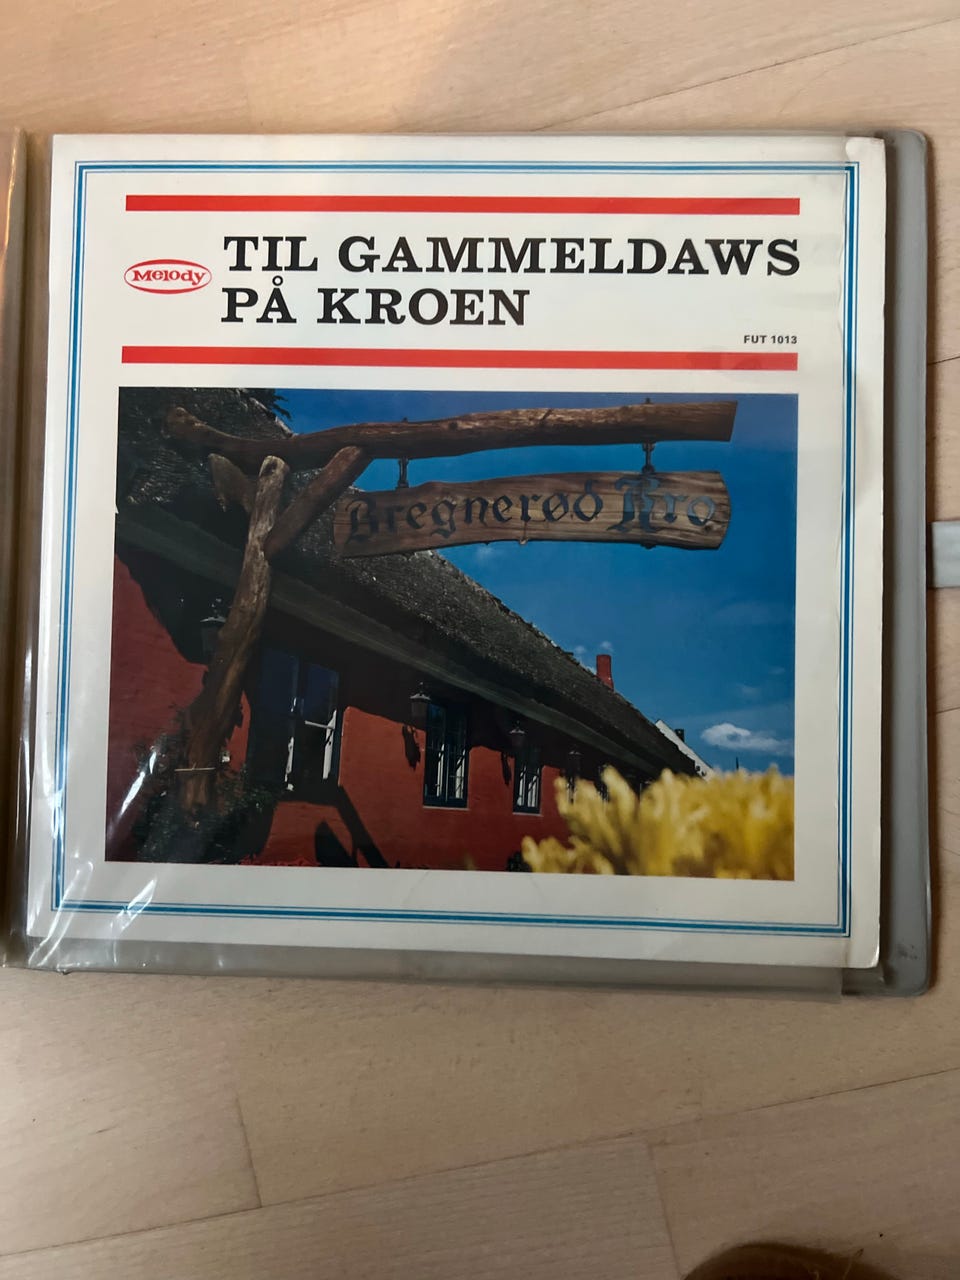 Melody
TIL GAMMELDAWS
PÅ KROEN
FUT 1013
Bregnerød Kro